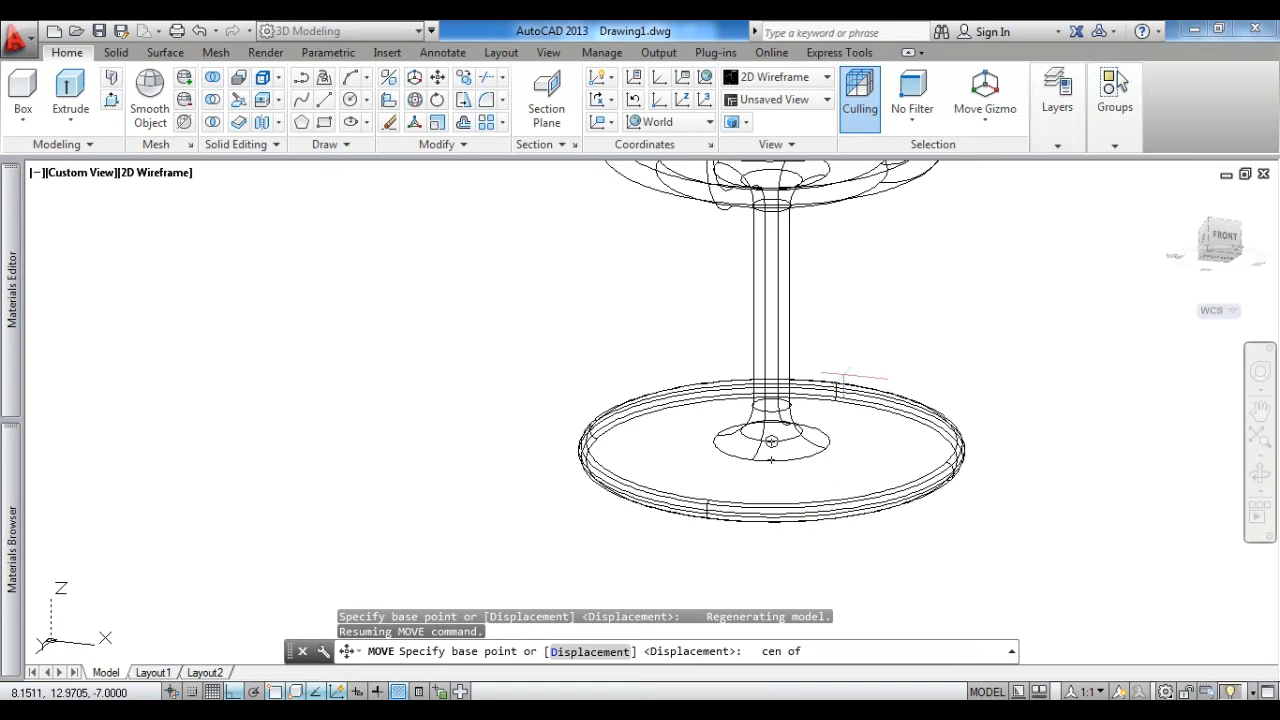 3D Modeling
AutoCAD 2013 Drawing1.dwg
Type a keyword or phrase
Sign In
Home Solid Surface Mesh Render Parametric Insert Annotate Layout View Manage Output Plug-ins Online Express Tools
Box
Extrude
Smooth
Object
Section
Plane
World
2D Wireframe
Unsaved View
Culling
No Filter
Move Gizmo
Layers
Groups
Modeling Mesh Solid Editing Draw Modify Section Coordinates View Selection
[−][Custom View][2D Wireframe]
FRONT
WCS
Materials Editor
Materials Browser
Z
X
Y
Specify base point or [Displacement] <Displacement>: Regenerating model.
Resuming MOVE command.
MOVE Specify base point or [Displacement] <Displacement>: cen of
Model Layout1 Layout2
8.1511, 12.9705, -7.0000
MODEL
1:1